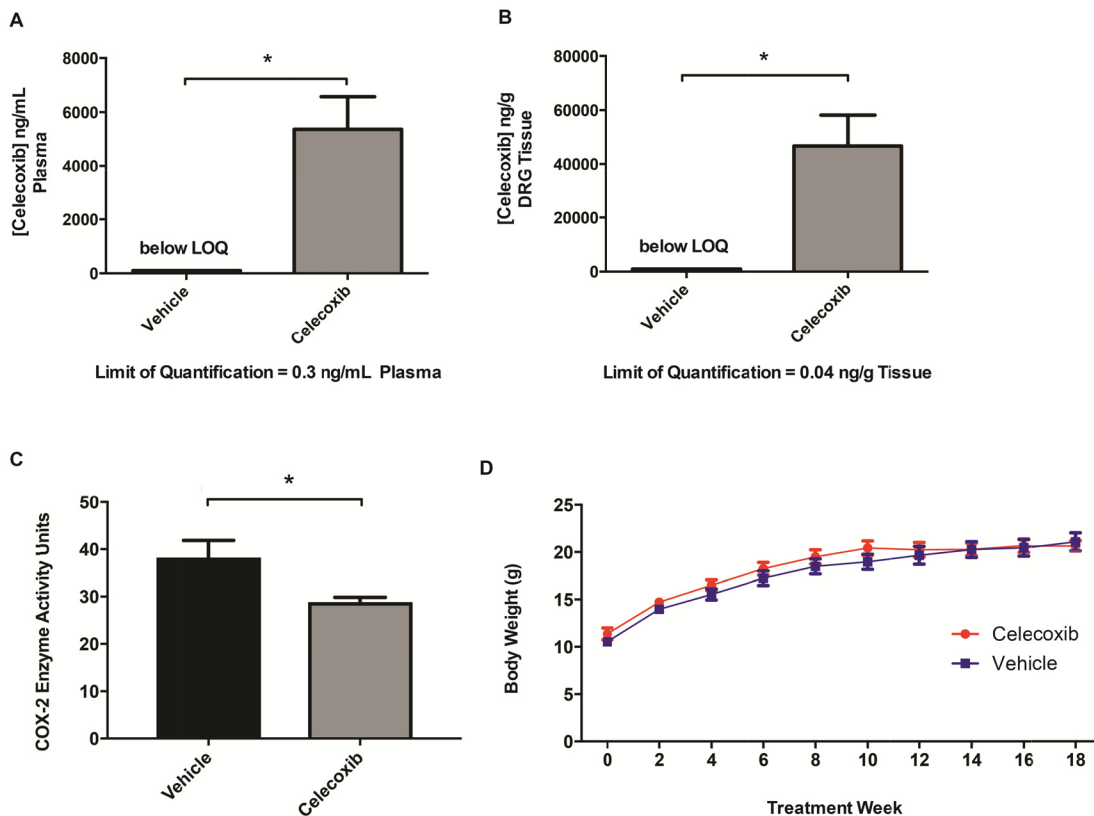 A
[Celecoxib] ng/mL
Plasma
8000
6000
4000
2000
0
*
below LOQ
Vehicle
Celecoxib
Limit of Quantification = 0.3 ng/mL Plasma
B
[Celecoxib] ng/g
DRG Tissue
80000
60000
40000
20000
0
*
below LOQ
Vehicle
Celecoxib
Limit of Quantification = 0.04 ng/g Tissue
C
COX-2 Enzyme Activity Units
50
40
30
20
10
0
*
Vehicle
Celecoxib
D
Body Weight (g)
25
20
15
10
5
0
Celecoxib
Vehicle
0 2 4 6 8 10 12 14 16 18
Treatment Week